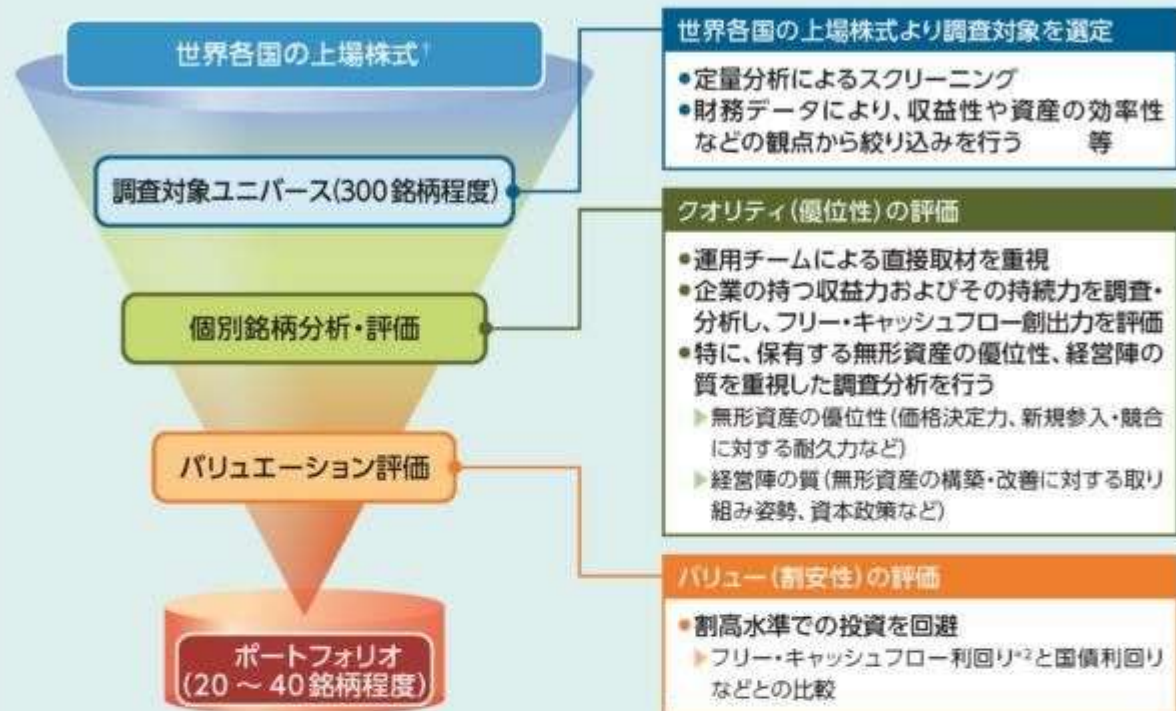 世界各国の上場株式†
調査対象ユニバース(300銘柄程度)
個別銘柄分析・評価
バリュエーション評価
ポートフォリオ
(20～40銘柄程度)
世界各国の上場株式より調査対象を選定
●定量分析によるスクリーニング
●財務データにより、収益性や資産の効率性
などの観点から絞り込みを行う 等
クオリティ(優位性)の評価
●運用チームによる直接取材を重視
●企業の持つ収益力およびその持続力を調査・
分析し、フリー・キャッシュフロー創出力を評価
●特に、保有する無形資産の優位性、経営陣の
質を重視した調査分析を行う
▶無形資産の優位性(価格決定力、新規参入・競合
に対する耐久力など)
▶経営陣の質(無形資産の構築・改善に対する取り
組み姿勢、資本政策など)
バリュー(割安性)の評価
●割高水準での投資を回避
▶フリー・キャッシュフロー利回り*2と国債利回り
などとの比較